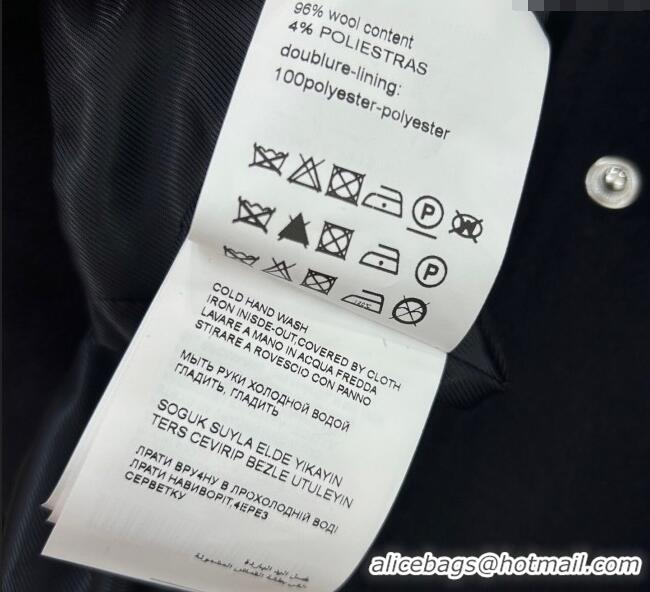 96% wool content
4% POLIESTRAS
doublure-lining:
100polyester-polyester
P
P
COLD HAND WASH
IRON INISDE-OUT,COVERED BY CLOTH
LAVARE A MANO IN ACQUA FREDDA
STIRARE A ROVESCIO CON PANNO
МЫТЬ РУКИ ХОЛОДНОЙ ВОДОЙ
ГЛАДИТЬ, ГЛАДИТЬ
SOGUK SUYLA ELDE YIKAYIN
TERS CEVIRIP BEZLE UTULEYIN
ПРАТИ ВРУ4НУ В ПРОХОЛОДНІЙ ВОДІ
ПРАТИ НАВИВОРІТ,4ЕРЕЗ
СЕРВЕТКУ
alicebags@hotmail.com